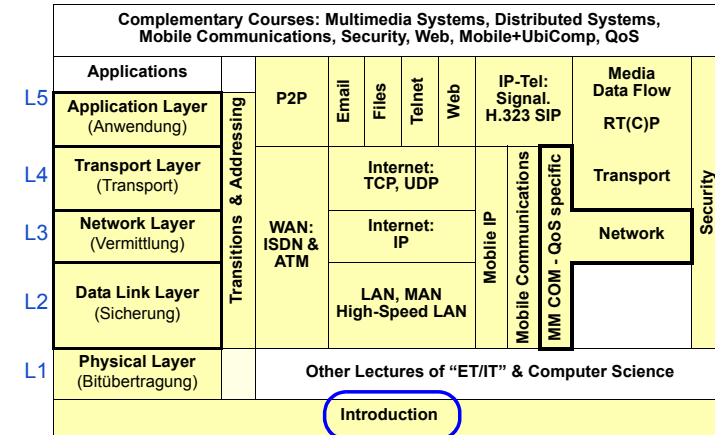 Complementary Courses: Multimedia Systems, Distributed Systems,
Mobile Communications, Security, Web, Mobile+UbiComp, QoS
Applications
L5
Application Layer
(Anwendung)
L4
Transport Layer
(Transport)
L3
Network Layer
(Vermittlung)
L2
Data Link Layer
(Sicherung)
L1
Physical Layer
(Bitübertragung)
Transitions & Addressing
P2P
Email
Files
Telnet
Web
IP-Tel:
Signal.
H.323 SIP
Media
Data Flow
RT(C)P
Transport
Network
Security
WAN:
ISDN &
ATM
Internet:
TCP, UDP
Internet:
IP
LAN, MAN
High-Speed LAN
Moblie IP
Mobile Communications
MM COM - QoS specific
Other Lectures of “ET/IT” & Computer Science
Introduction